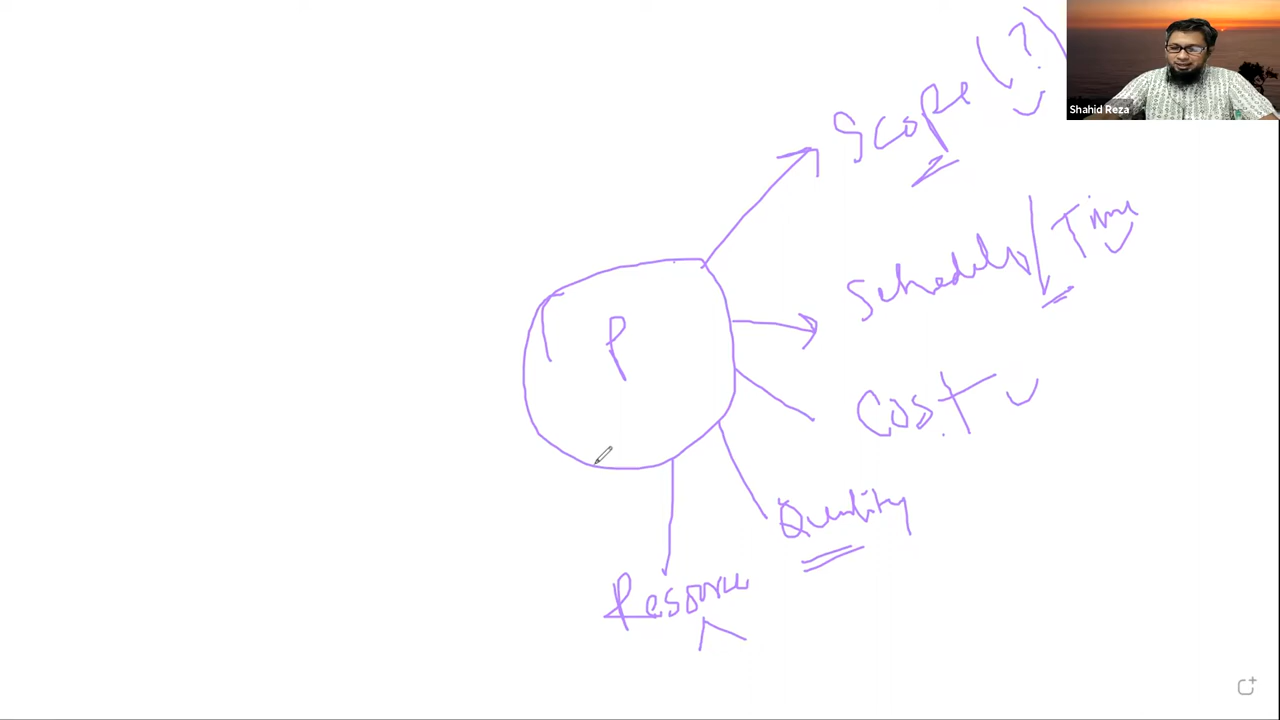 Scope (?)
Shahid Reza
Schedule/Time
P
Cost
Quality
Resource